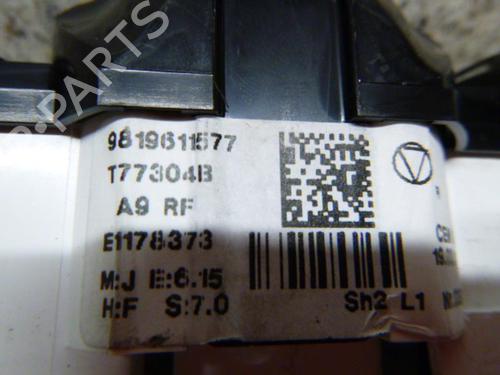 9819611577
T77304B
A9 RF
E1178373
M:J E:6.15
H:F S:7.0
Sh2 L1